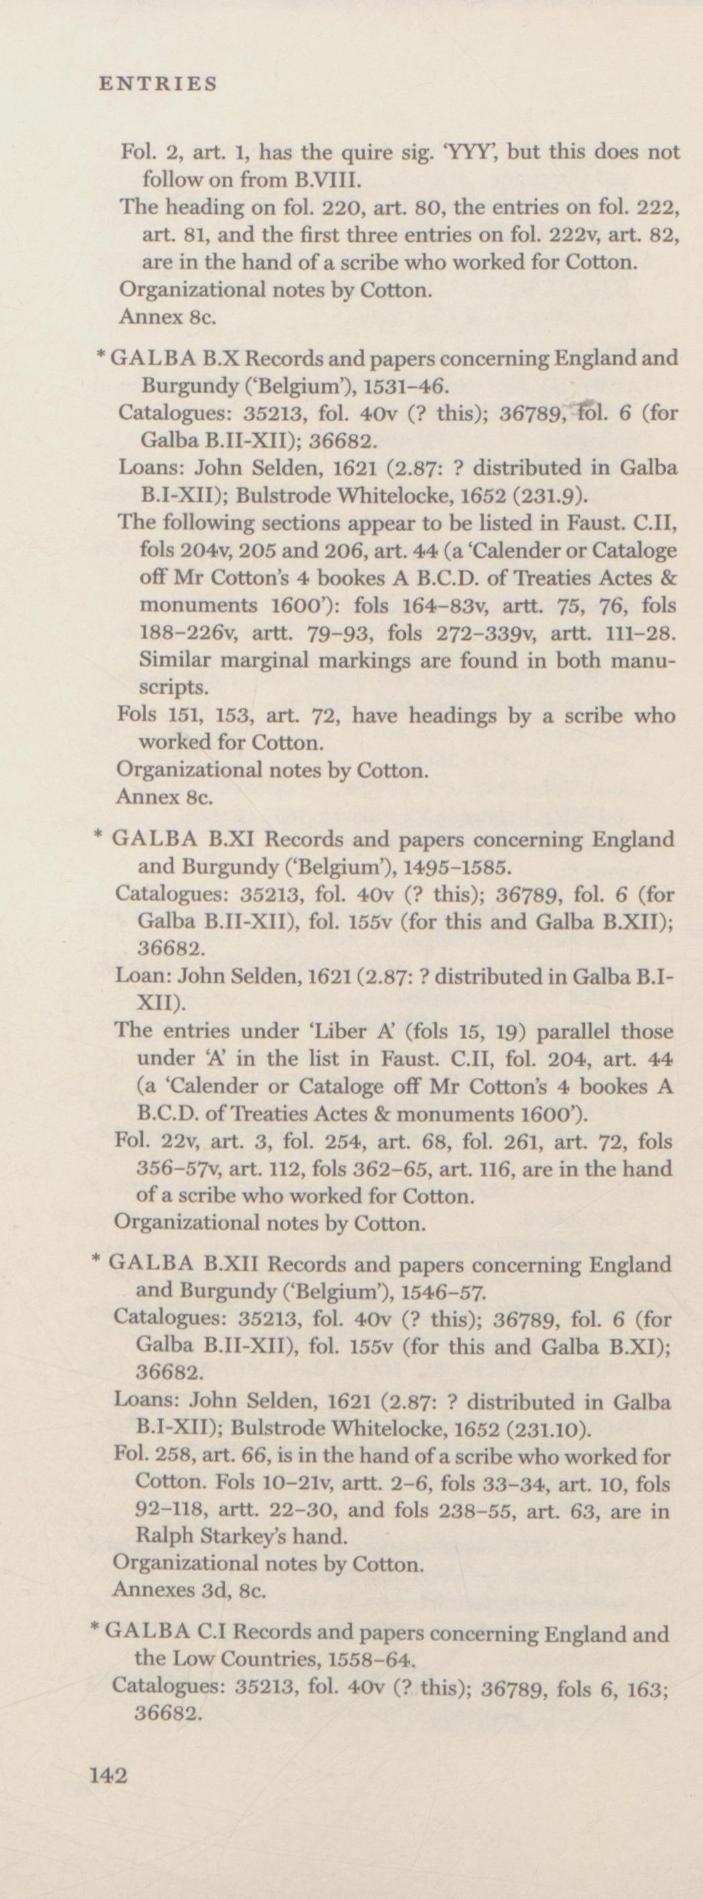 ENTRIES
Fol. 2, art. 1, has the quire sig. ‘YYY’, but this does not
follow on from B.VIII.
The heading on fol. 220, art. 80, the entries on fol. 222,
art. 81, and the first three entries on fol. 222v, art. 82,
are in the hand of a scribe who worked for Cotton.
Organizational notes by Cotton.
Annex 8c.
* GALBA B.X Records and papers concerning England and
Burgundy (‘Belgium’), 1531–46.
Catalogues: 35213, fol. 40v (? this); 36789, fol. 6 (for
Galba B.II-XII); 36682.
Loans: John Selden, 1621 (2.87: ? distributed in Galba
B.I-XII); Bulstrode Whitelocke, 1652 (231.9).
The following sections appear to be listed in Faust. C.II,
fols 204v, 205 and 206, art. 44 (a ‘Calender or Cataloge
off Mr Cotton’s 4 bookes A B.C.D. of Treaties Actes &
monuments 1600’): fols 164–83v, artt. 75, 76, fols
188–226v, artt. 79–93, fols 272–339v, artt. 111–28.
Similar marginal markings are found in both manu-
scripts.
Fols 151, 153, art. 72, have headings by a scribe who
worked for Cotton.
Organizational notes by Cotton.
Annex 8c.
* GALBA B.XI Records and papers concerning England
and Burgundy (‘Belgium’), 1495–1585.
Catalogues: 35213, fol. 40v (? this); 36789, fol. 6 (for
Galba B.II-XII), fol. 155v (for this and Galba B.XII);
36682.
Loan: John Selden, 1621 (2.87: ? distributed in Galba B.I-
XII).
The entries under ‘Liber A’ (fols 15, 19) parallel those
under ‘A’ in the list in Faust. C.II, fol. 204, art. 44
(a ‘Calender or Cataloge off Mr Cotton’s 4 bookes A
B.C.D. of Treaties Actes & monuments 1600’).
Fol. 22v, art. 3, fol. 254, art. 68, fol. 261, art. 72, fols
356–57v, art. 112, fols 362–65, art. 116, are in the hand
of a scribe who worked for Cotton.
Organizational notes by Cotton.
* GALBA B.XII Records and papers concerning England
and Burgundy (‘Belgium’), 1546–57.
Catalogues: 35213, fol. 40v (? this); 36789, fol. 6 (for
Galba B.II-XII), fol. 155v (for this and Galba B.XI);
36682.
Loans: John Selden, 1621 (2.87: ? distributed in Galba
B.I-XII); Bulstrode Whitelocke, 1652 (231.10).
Fol. 258, art. 66, is in the hand of a scribe who worked for
Cotton. Fols 10–21v, artt. 2–6, fols 33–34, art. 10, fols
92–118, artt. 22–30, and fols 238–55, art. 63, are in
Ralph Starkey’s hand.
Organizational notes by Cotton.
Annexes 3d, 8c.
* GALBA C.I Records and papers concerning England and
the Low Countries, 1558–64.
Catalogues: 35213, fol. 40v (? this); 36789, fols 6, 163;
36682.
142